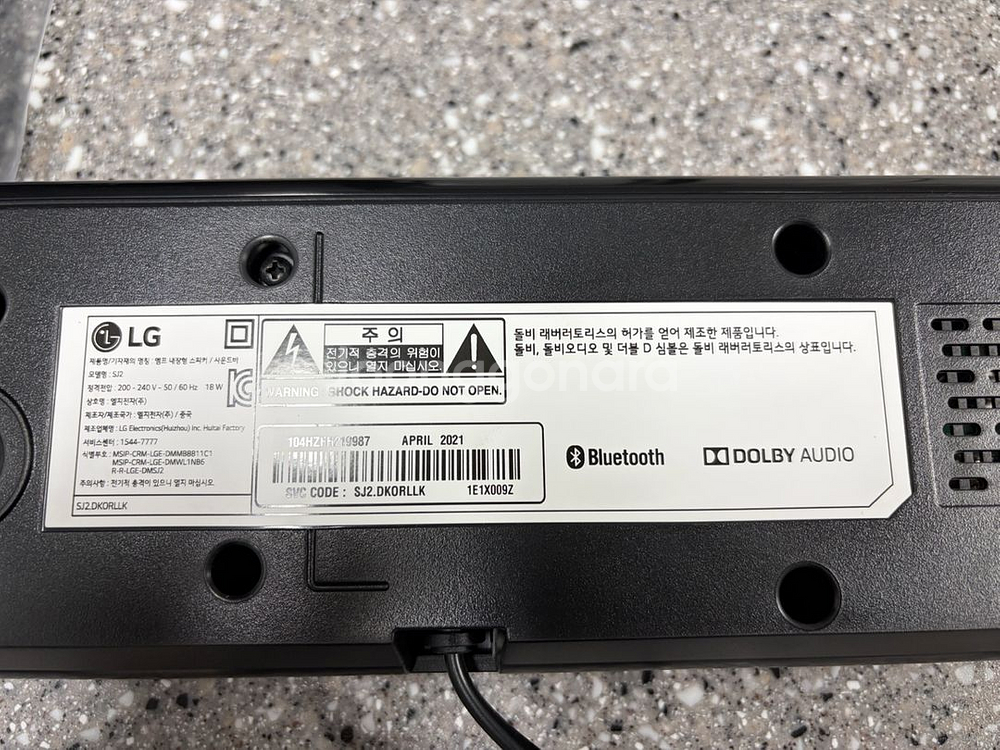 LG
제품명/기자재의 명칭 : 앰프 내장형 스피커 / 사운드바
모델명 : SJ2
정격전압 : 200 - 240 V ~ 50 / 60 Hz 18 W
상호명 : 엘지전자(주)
제조자/제조국가 : 엘지전자(주) / 중국
제조업체명 : LG Electronics(Huizhou) Inc. Huitai Factory
서비스센터 : 1544-7777
식별부호 : MSIP-CRM-LGE-DMMBB811C1
MSIP-CRM-LGE-DMWL1NB6
R-R-LGE-DMSJ2
주의사항 : 전기적 충격이 있으니 열지 마십시오.
SJ2.DKORLLK
주 의
전기적 충격의 위험이
있으니 열지 마십시오.
WARNING: SHOCK HAZARD-DO NOT OPEN.
19987 APRIL 2021
SVC CODE : SJ2.DKORLLK 1E1X009Z
돌비 래버러토리스의 허가를 얻어 제조한 제품입니다.
돌비, 돌비오디오 및 더블 D 심볼은 돌비 래버러토리스의 상표입니다.
Bluetooth
DOLBY AUDIO